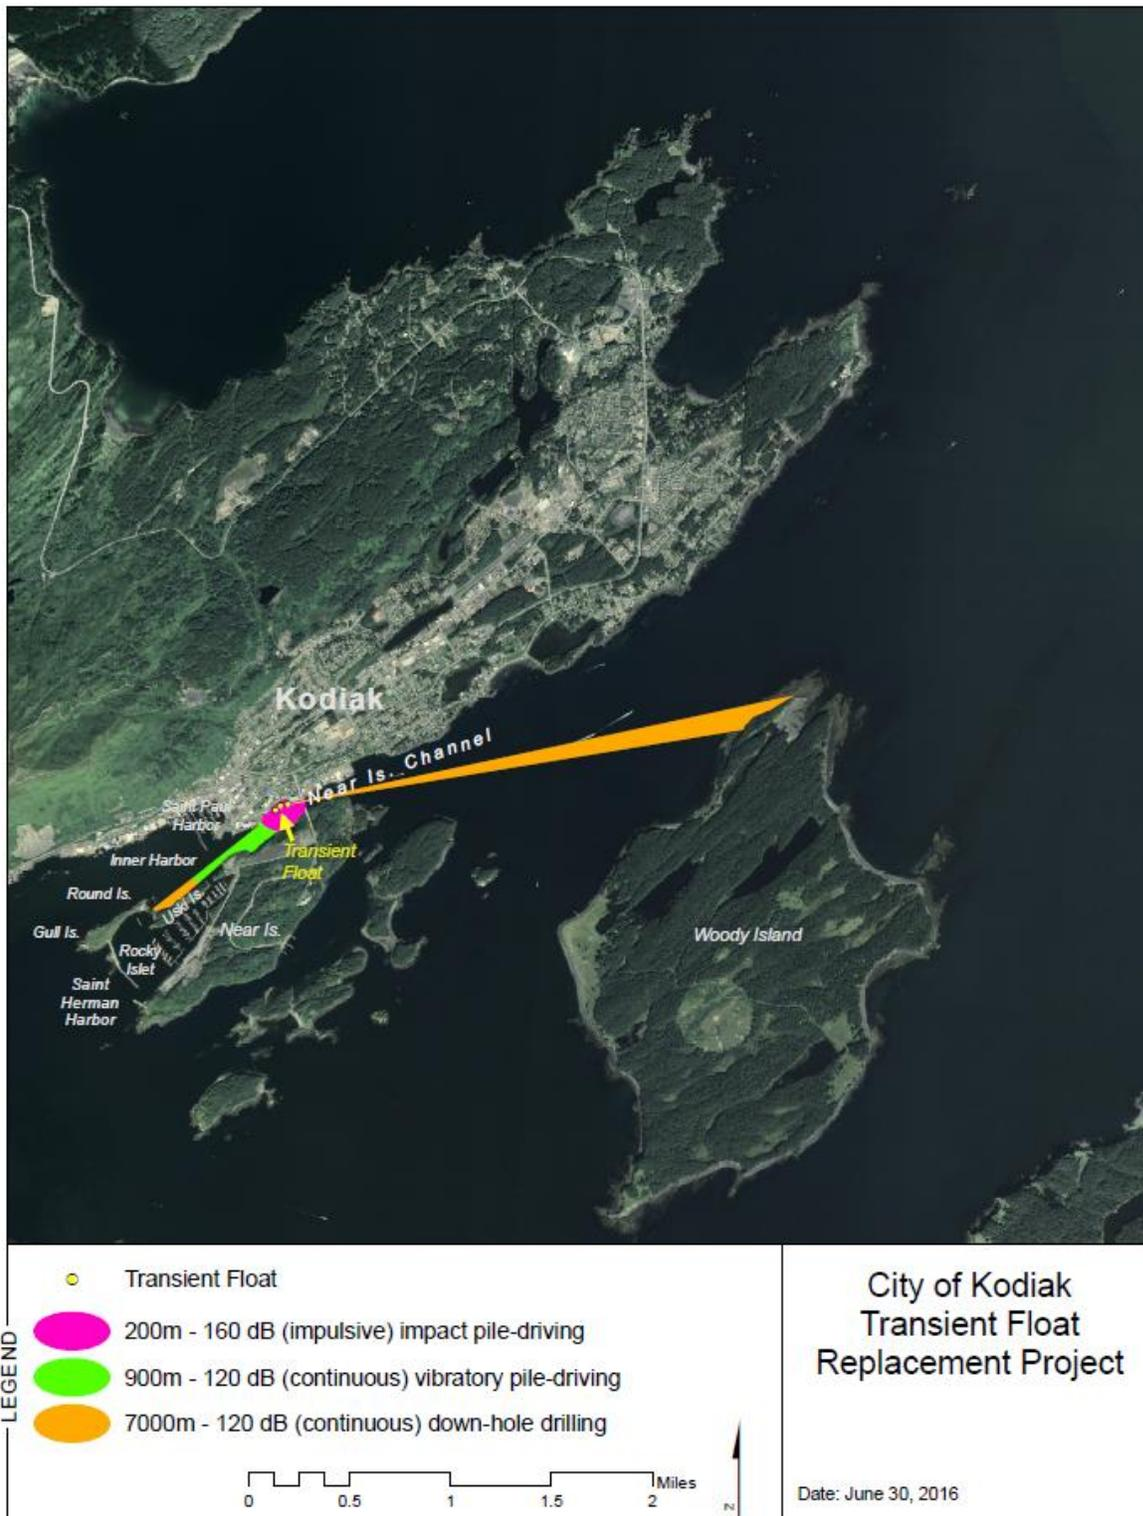 Kodiak
Near Is. Channel
Saint Paul
Harbor
Inner Harbor
Transient
Float
Round Is.
Uski Is.
Gull Is.
Near Is.
Woody Island
Rocky
Islet
Saint
Herman
Harbor
LEGEND
Transient Float
200m - 160 dB (impulsive) impact pile-driving
900m - 120 dB (continuous) vibratory pile-driving
7000m - 120 dB (continuous) down-hole drilling
Miles
0 0.5 1 1.5 2
N
City of Kodiak
Transient Float
Replacement Project
Date: June 30, 2016